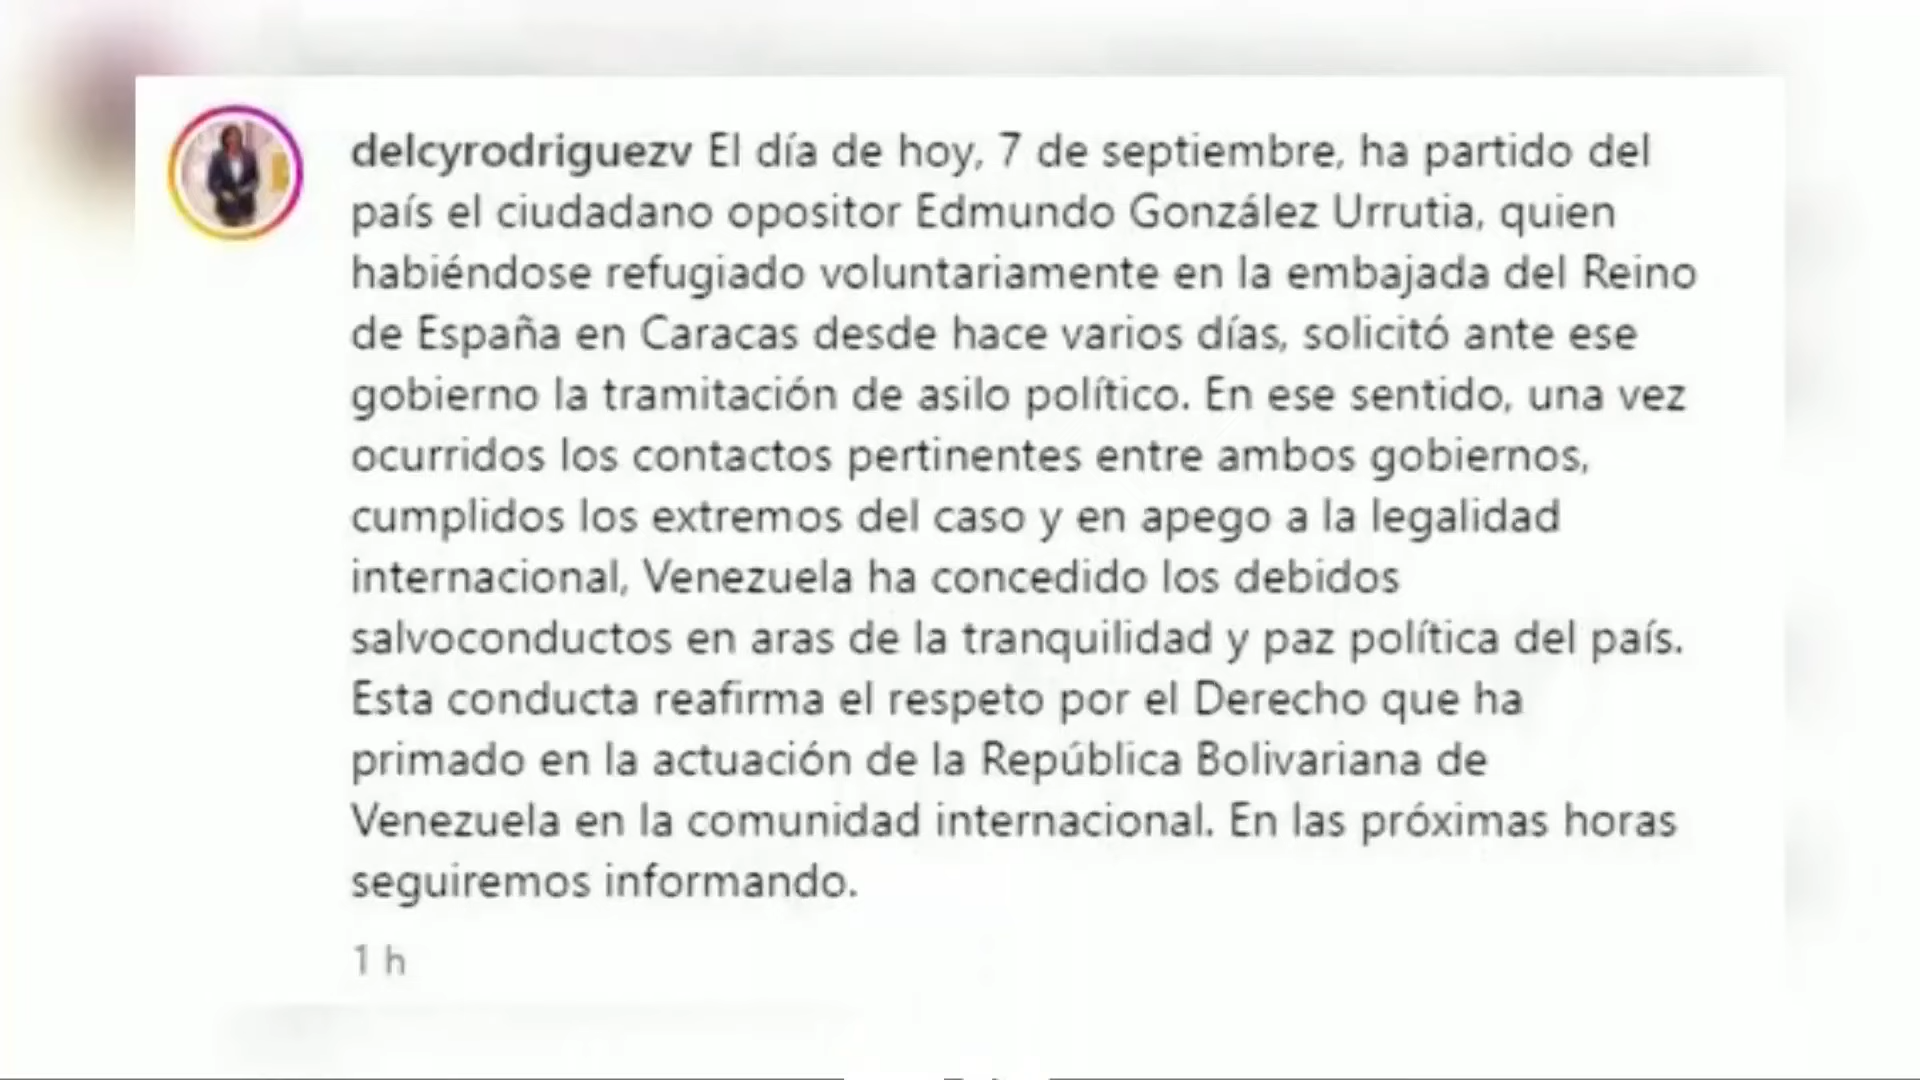 delcyrodriguezv El día de hoy, 7 de septiembre, ha partido del
país el ciudadano opositor Edmundo González Urrutia, quien
habiéndose refugiado voluntariamente en la embajada del Reino
de España en Caracas desde hace varios días, solicitó ante ese
gobierno la tramitación de asilo político. En ese sentido, una vez
ocurridos los contactos pertinentes entre ambos gobiernos,
cumplidos los extremos del caso y en apego a la legalidad
internacional, Venezuela ha concedido los debidos
salvoconductos en aras de la tranquilidad y paz política del país.
Esta conducta reafirma el respeto por el Derecho que ha
primado en la actuación de la República Bolivariana de
Venezuela en la comunidad internacional. En las próximas horas
seguiremos informando.
1 h